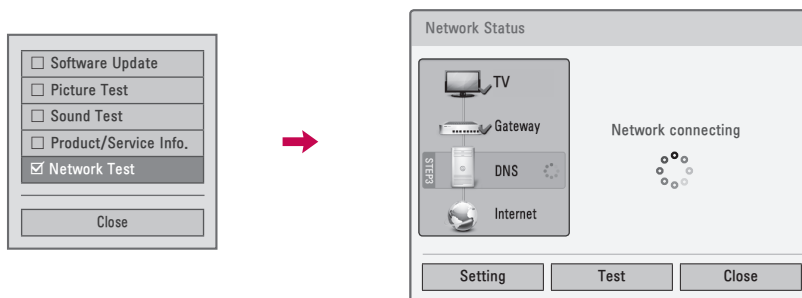 Software Update
Picture Test
Sound Test
Product/Service Info.
Network Test
Close
Network Status
TV
Gateway
STEP3
DNS
Internet
Network connecting
Setting
Test
Close